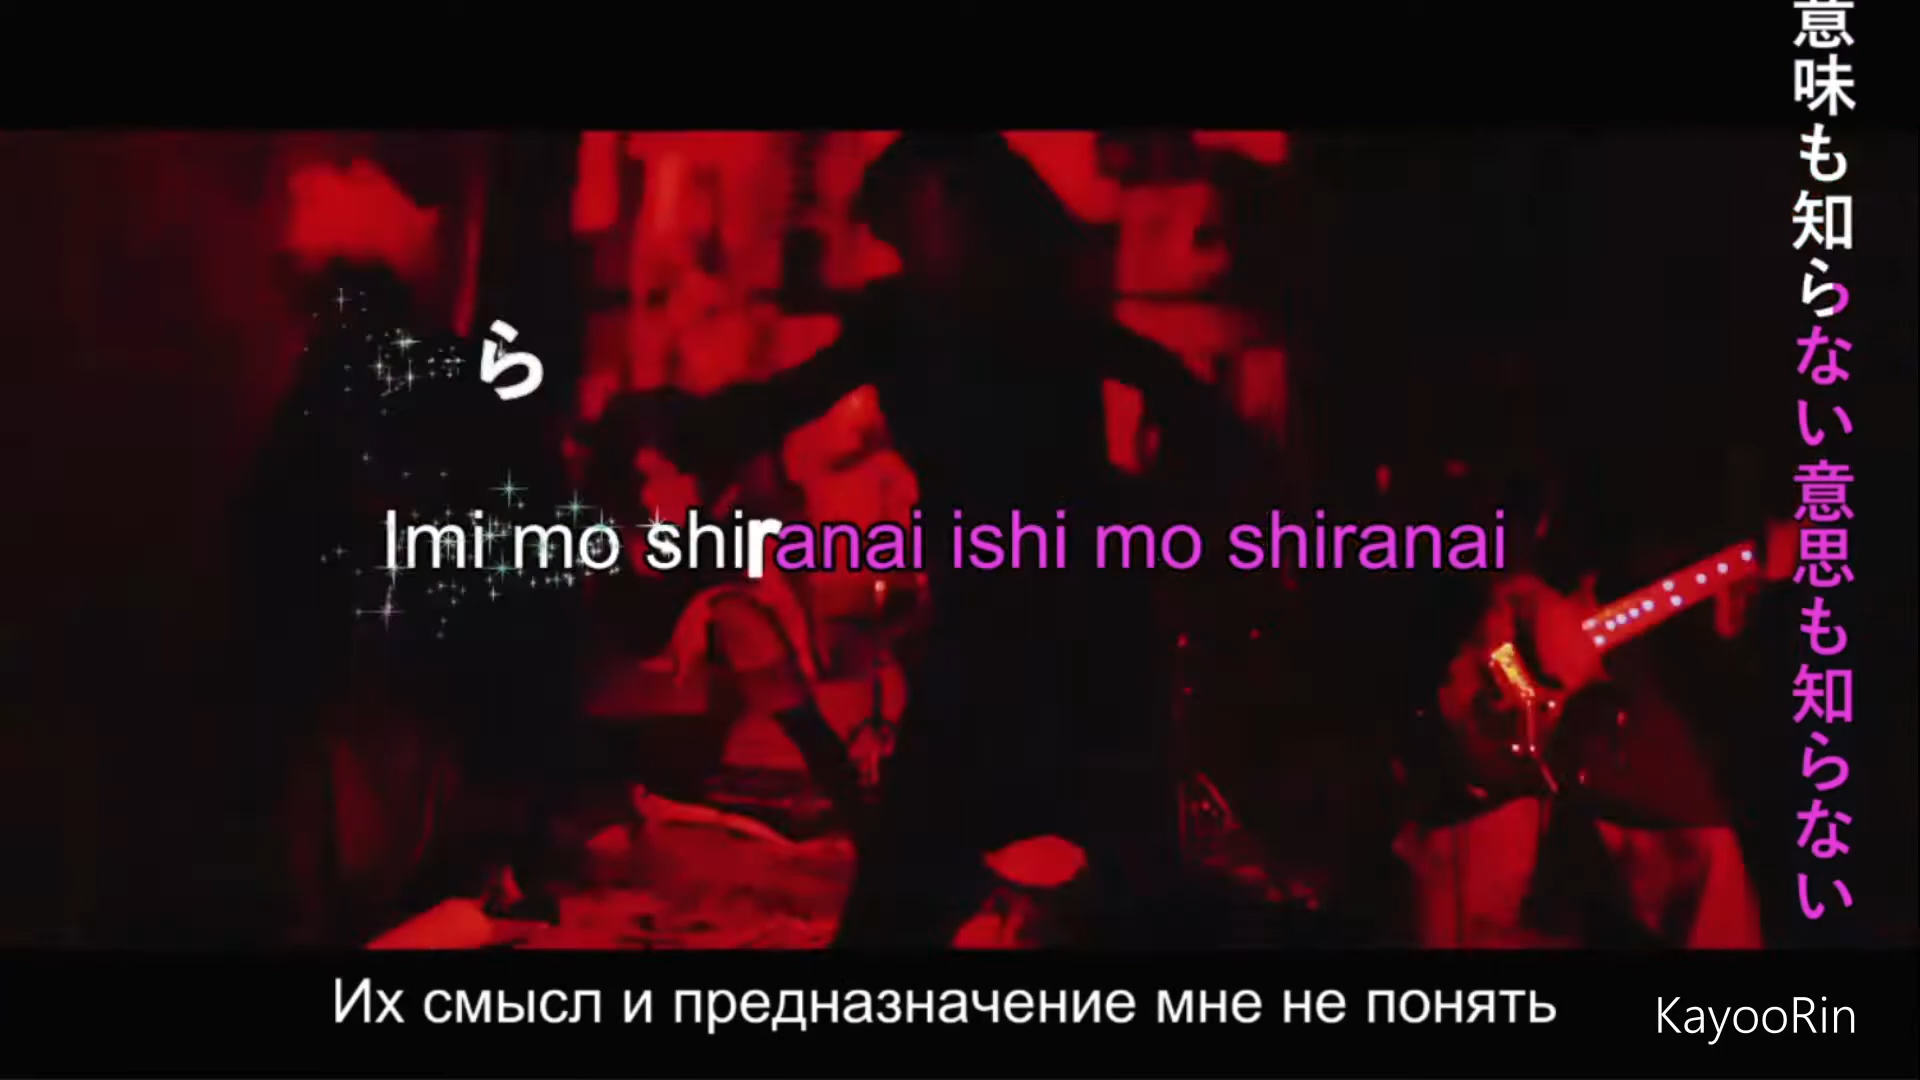 意味も知らない 意思も知らない
ら
Imi mo shiranai ishi mo shiranai
Их смысл и предназначение мне не понять
KayooRin